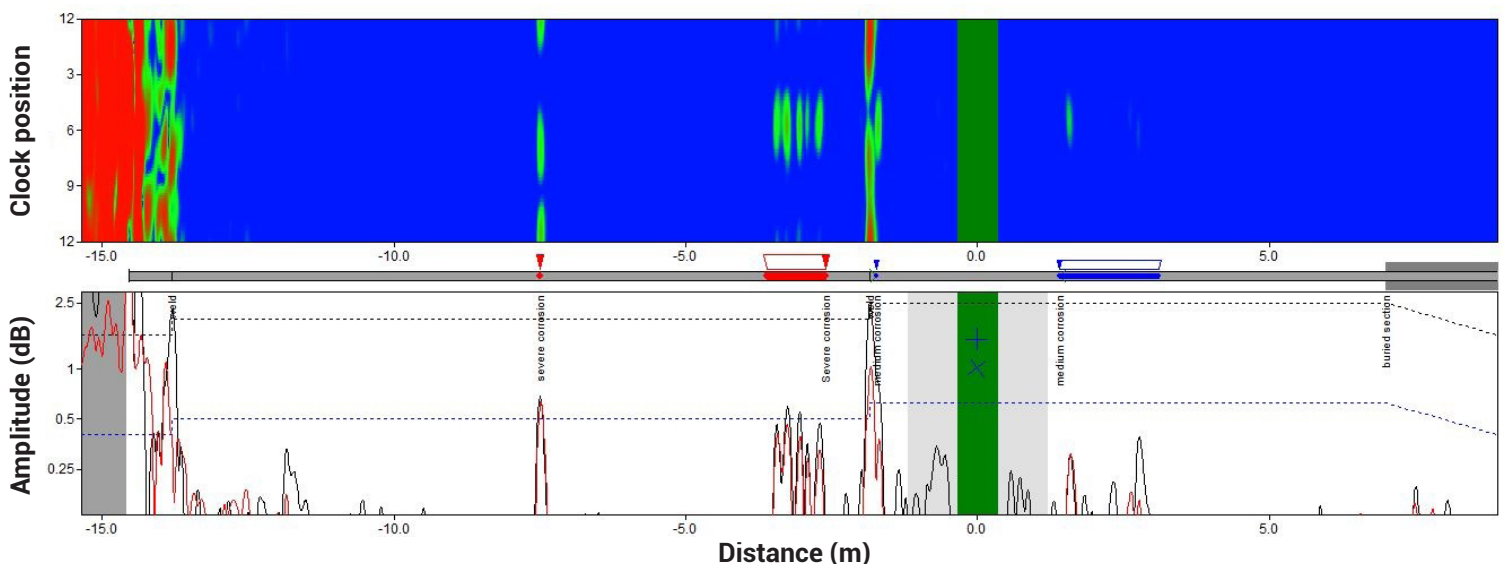 Clock position
12
3
6
9
12
-15.0 -10.0 -5.0 0.0 5.0
Amplitude (dB)
2.5
1
0.5
0.25
weld
severe corrosion
Severe corrosion
weld
medium corrosion
medium corrosion
buried section
-15.0 -10.0 -5.0 0.0 5.0
Distance (m)